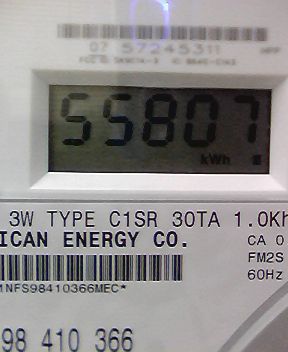 07 57245311
55807
kWh
3W TYPE C1SR 30TA 1.0Kh
ICAN ENERGY CO.
CA 0
FM2S
60Hz
1NFS98410366MEC*
98 410 366